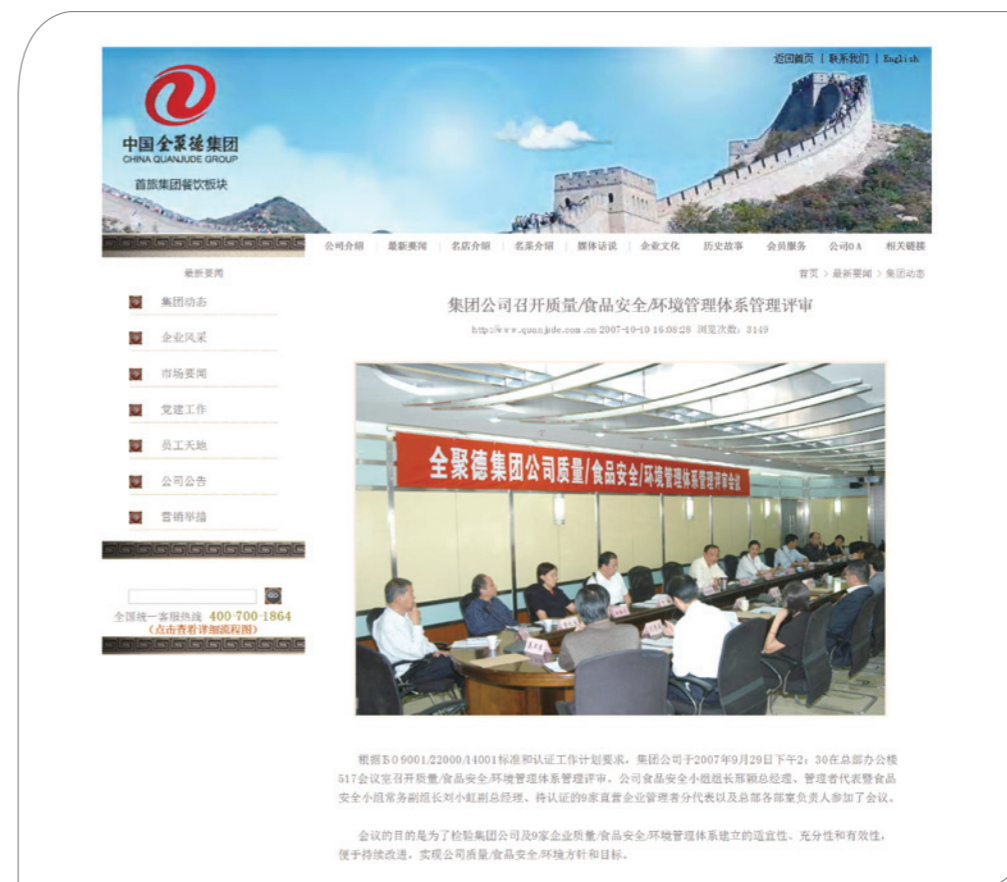 返回首页 | 联系我们 | English
中国全聚德集团
CHINA QUANJUDE GROUP
首旅集团餐饮板块
公司介绍 最新要闻 名店介绍 名菜介绍 媒体话说 企业文化 历史故事 会员服务 公司OA 相关链接
最新要闻
首页 > 最新要闻 > 集团动态
集团动态
企业风采
市场要闻
党建工作
员工天地
公司公告
营销举措
GO
全国统一客服热线 400-700-1864
(点击查看详细流程图)
集团公司召开质量/食品安全/环境管理体系管理评审
http://www.quanjude.com.cn 2007-10-10 16:08:28 浏览次数: 3149
全聚德集团公司质量/食品安全/环境管理体系管理评审会议
根据ISO9001/22000/14001标准和认证工作计划要求,集团公司于2007年9月29日下午2:30在总部办公楼
517会议室召开质量/食品安全/环境管理体系管理评审。公司食品安全小组组长邢颖总经理、管理者代表暨食品
安全小组常务副组长刘小虹副总经理、待认证的9家直营企业管理者分代表以及总部各部室负责人参加了会议。
会议的目的是为了检验集团公司及9家企业质量/食品安全/环境管理体系建立的适宜性、充分性和有效性,
便于持续改进,实现公司质量/食品安全/环境方针和目标。